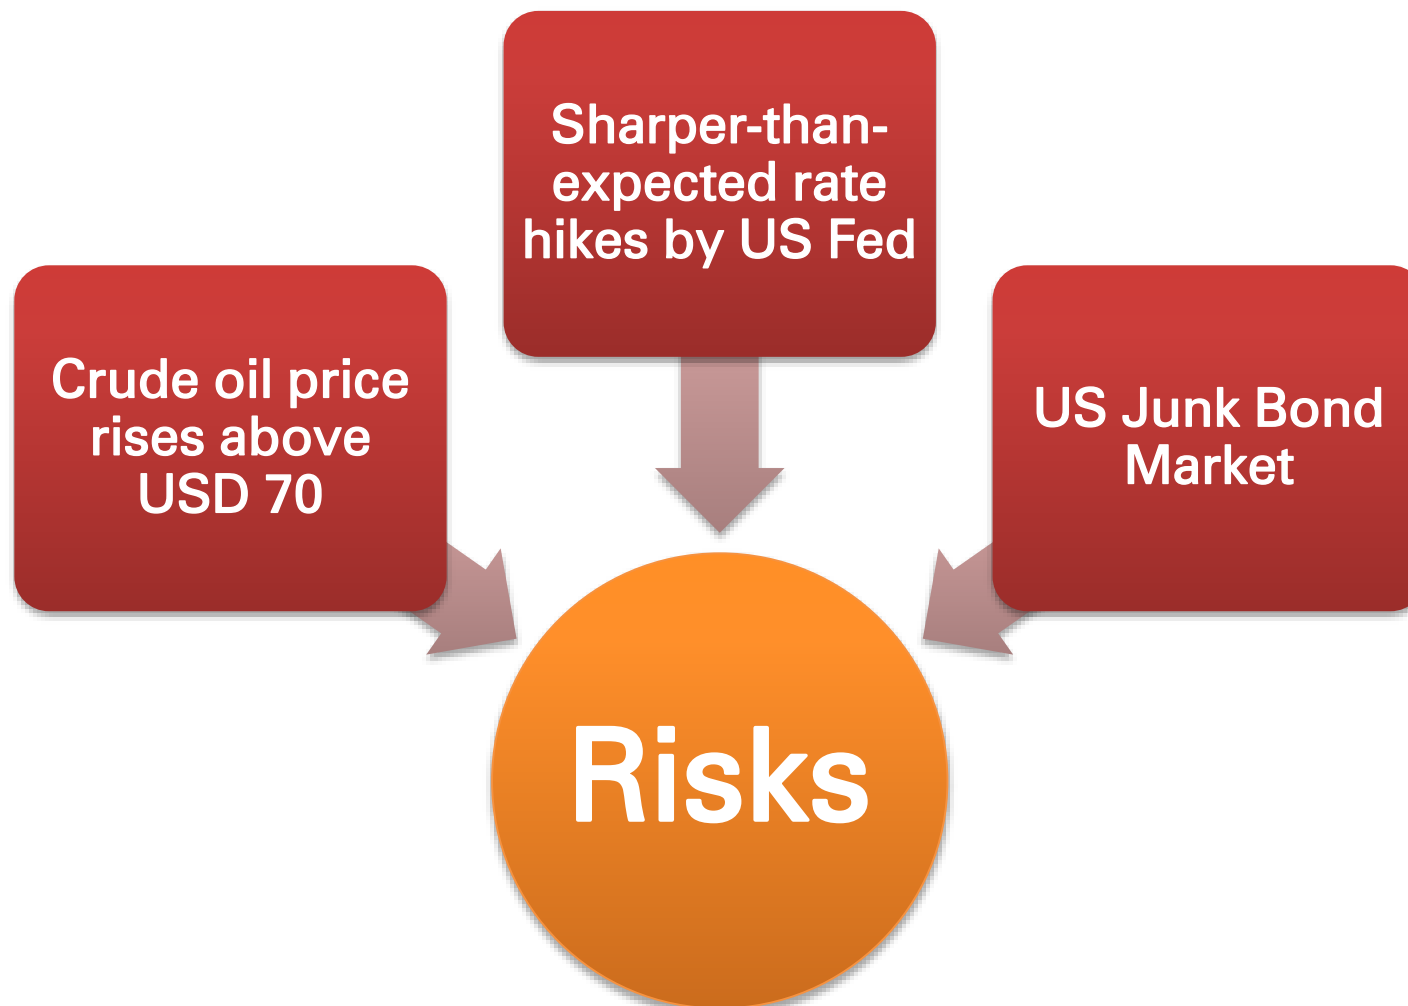 Sharper-than-
expected rate
hikes by US Fed
Crude oil price
rises above
USD 70
US Junk Bond
Market
Risks